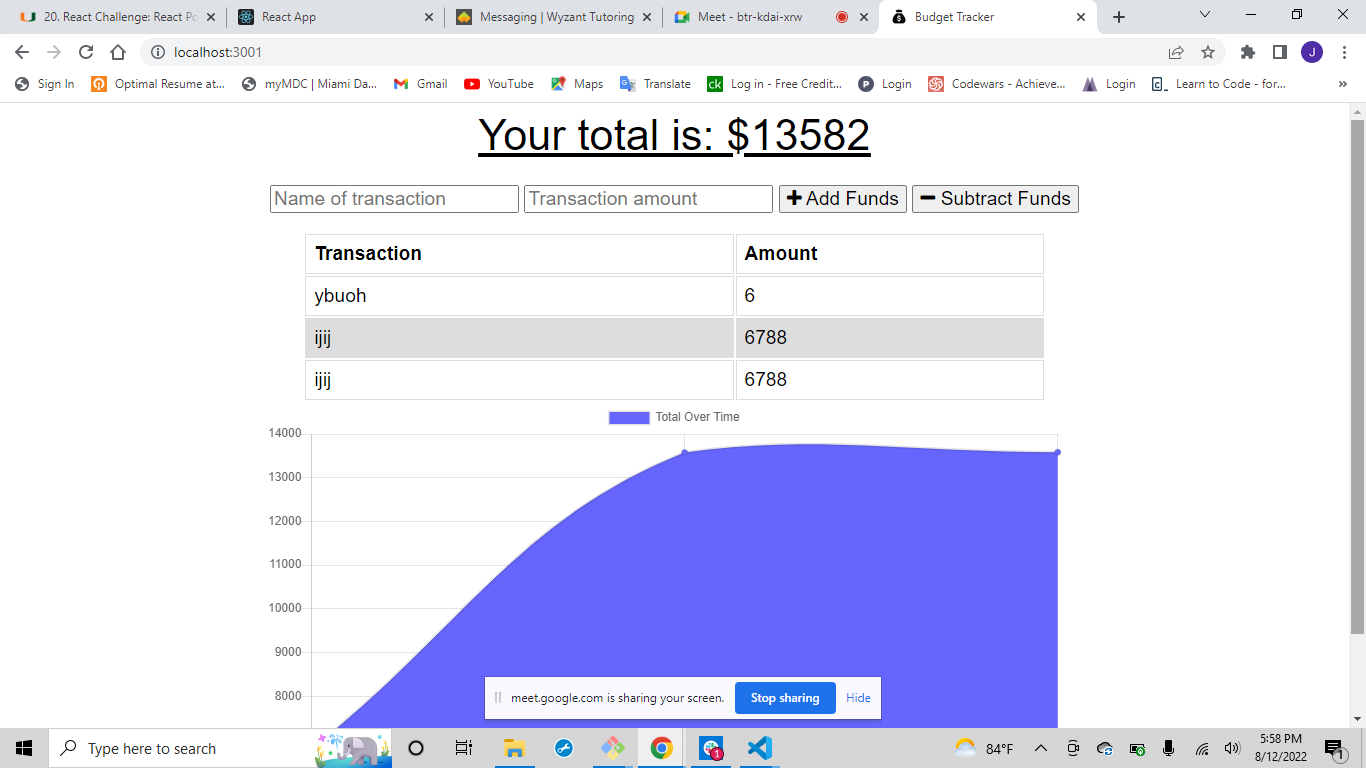 20. React Challenge: React Po
React App
Messaging | Wyzant Tutoring
Meet - btr-kdai-xrw
Budget Tracker
localhost:3001
J
Sign In
Optimal Resume at...
myMDC | Miami Da...
Gmail
YouTube
Maps
Translate
ck Log in - Free Credit...
P Login
Codewars - Achieve...
Login
Learn to Code - for...
»
Your total is: $13582
Name of transaction
Transaction amount
Add Funds
Subtract Funds
Transaction Amount
ybuoh 6
ijij 6788
ijij 6788
Total Over Time
14000
13000
12000
11000
10000
9000
8000
meet.google.com is sharing your screen.
Stop sharing
Hide
Type here to search
1
84°F
5:58 PM
8/12/2022
1